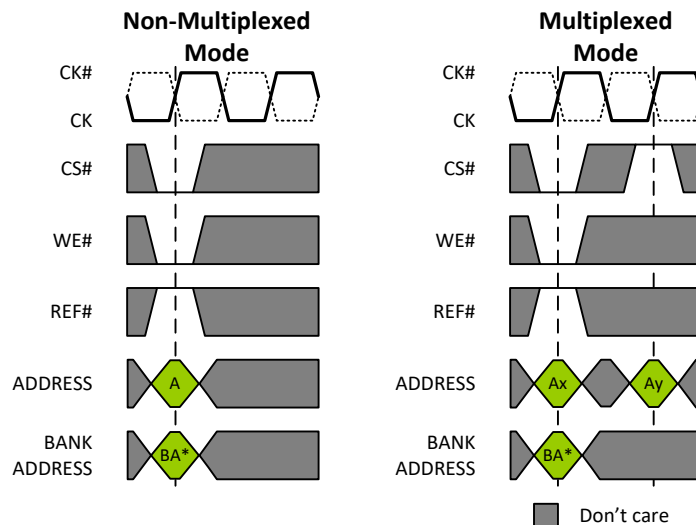 Non-Multiplexed
Mode
CK#
CK
CS#
WE#
REF#
ADDRESS
A
BANK
ADDRESS
BA*
Multiplexed
Mode
CK#
CK
CS#
WE#
REF#
ADDRESS
Ax
Ay
BANK
ADDRESS
BA*
Don't care